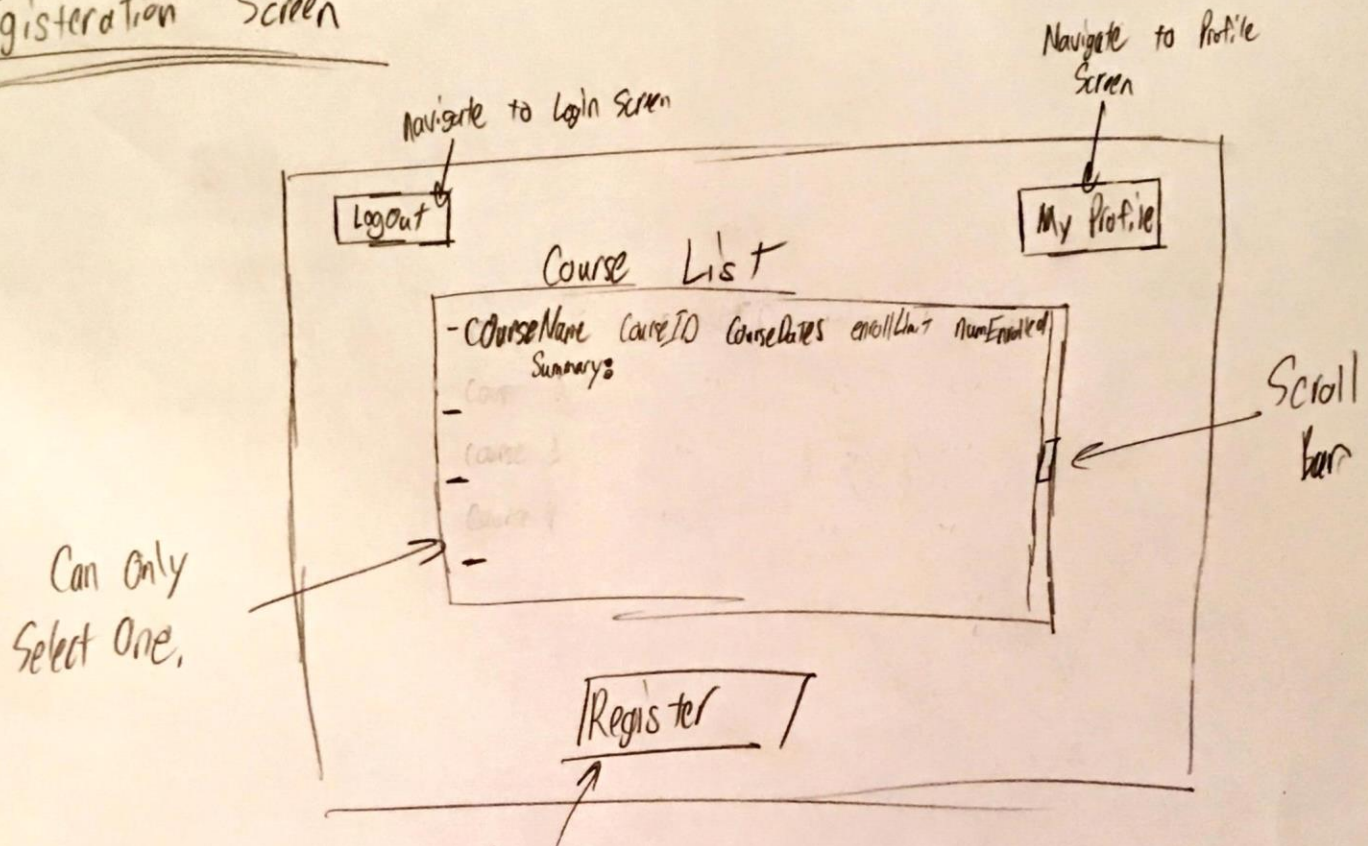 gisteration Screen
Navigate to Profile
Screen
Navigate to Login Screen
Logout
My Profile
Course List
- CourseName CourseID CourseDates enrollLimit numEnrolled
Summary:
Scroll
bar
Can Only
Select One.
Register